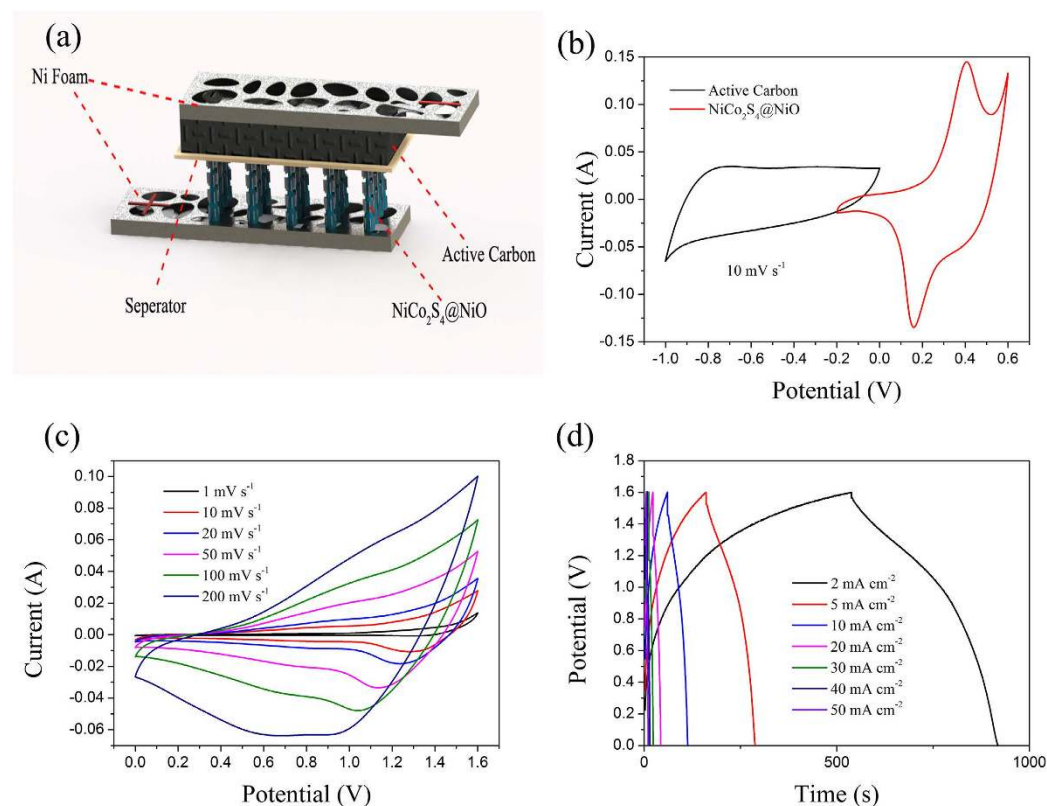 (a)
Ni Foam
Active Carbon
Seperator
NiCo₂S₄@NiO
(b)
Active Carbon
NiCo₂S₄@NiO
10 mV s⁻¹
Current (A)
0.15
0.10
0.05
0.00
-0.05
-0.10
-0.15
-1.0 -0.8 -0.6 -0.4 -0.2 0.0 0.2 0.4 0.6
Potential (V)
(c)
1 mV s⁻¹
10 mV s⁻¹
20 mV s⁻¹
50 mV s⁻¹
100 mV s⁻¹
200 mV s⁻¹
Current (A)
0.10
0.08
0.06
0.04
0.02
0.00
-0.02
-0.04
-0.06
0.0 0.2 0.4 0.6 0.8 1.0 1.2 1.4 1.6
Potential (V)
(d)
Potential (V)
1.8
1.6
1.4
1.2
1.0
0.8
0.6
0.4
0.2
0.0
2 mA cm⁻²
5 mA cm⁻²
10 mA cm⁻²
20 mA cm⁻²
30 mA cm⁻²
40 mA cm⁻²
50 mA cm⁻²
0 500 1000
Time (s)